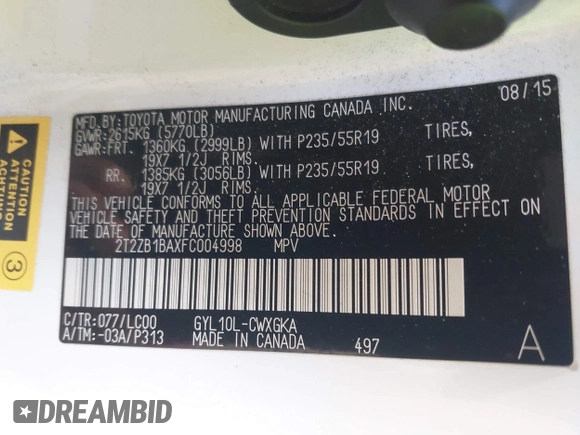 MFD.BY:TOYOTA MOTOR MANUFACTURING CANADA INC. 08/15
GVWR:2615KG (5770LB)
GAWR:FRT. 1360KG (2999LB) WITH P235/55R19 TIRES,
19X7 1/2J RIMS.
RR. 1385KG (3056LB) WITH P235/55R19 TIRES,
19X7 1/2J RIMS.
THIS VEHICLE CONFORMS TO ALL APPLICABLE FEDERAL MOTOR
VEHICLE SAFETY AND THEFT PREVENTION STANDARDS IN EFFECT ON
THE DATE OF MANUFACTURE SHOWN ABOVE.
2T2ZB1BAXFC004998 MPV
C/TR:077/LC00 GYL10L-CWXGKA
A/TM:-03A/P313 MADE IN CANADA 497 A
CAUTION
ATTENTION
ACHTUNG
3
DREAMBID